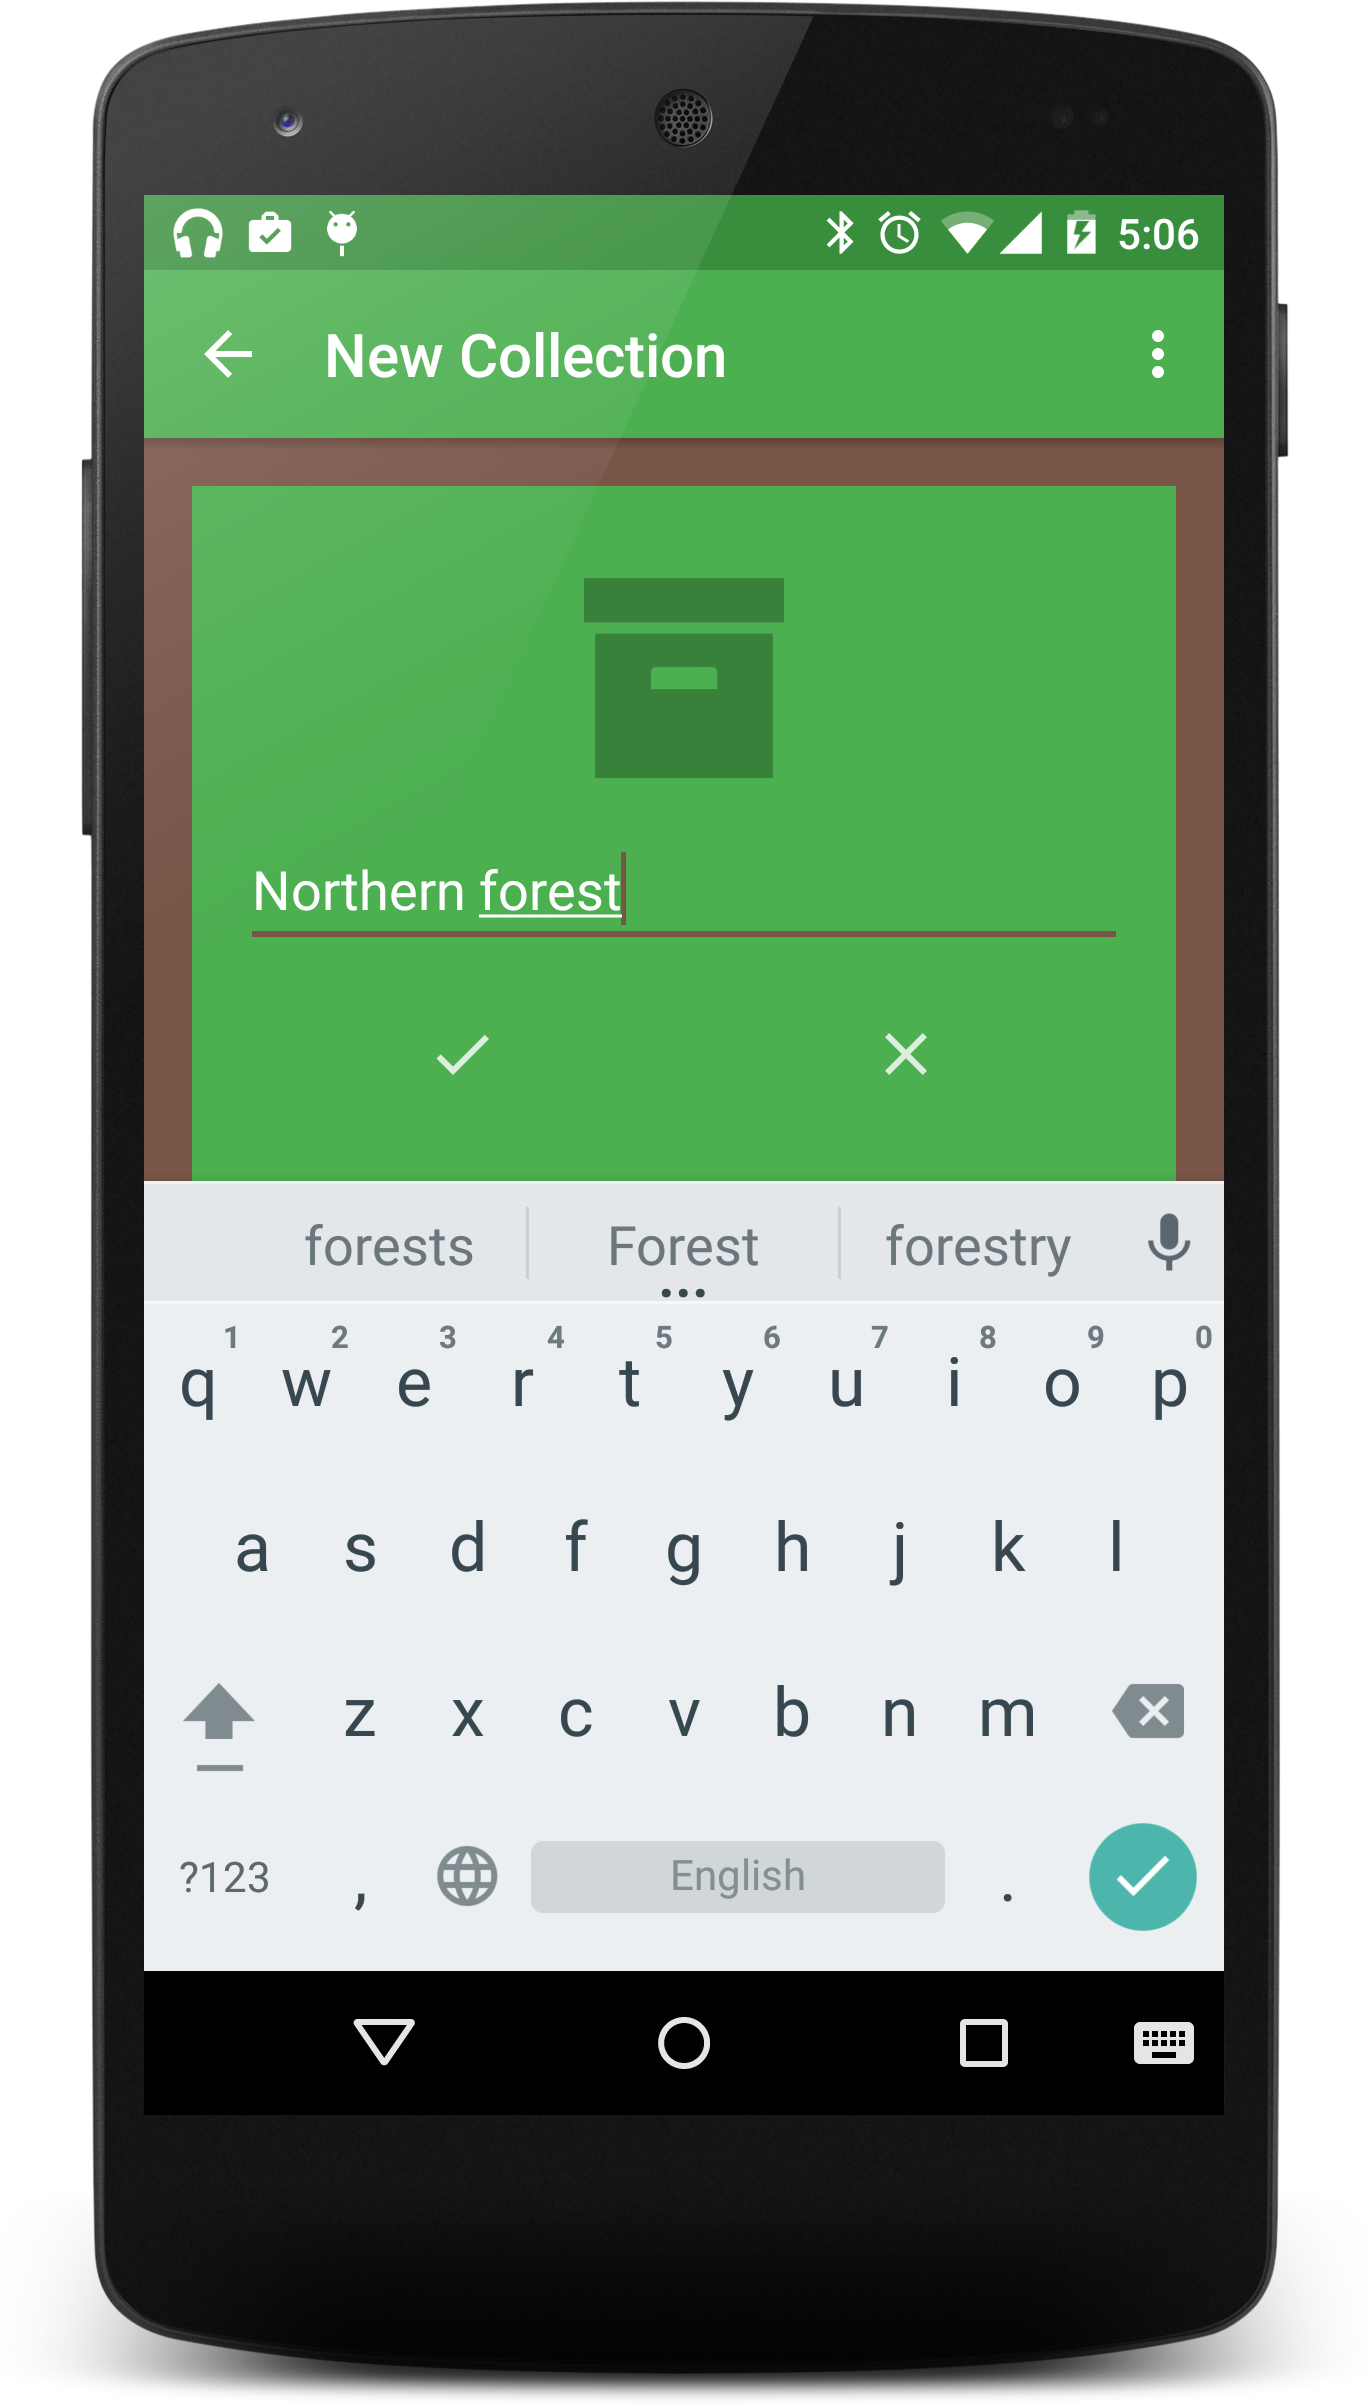 5:06
New Collection
Northern forest
forests Forest forestry
1 2 3 4 5 6 7 8 9 0
q w e r t y u i o p
a s d f g h j k l
z x c v b n m
?123 , English .